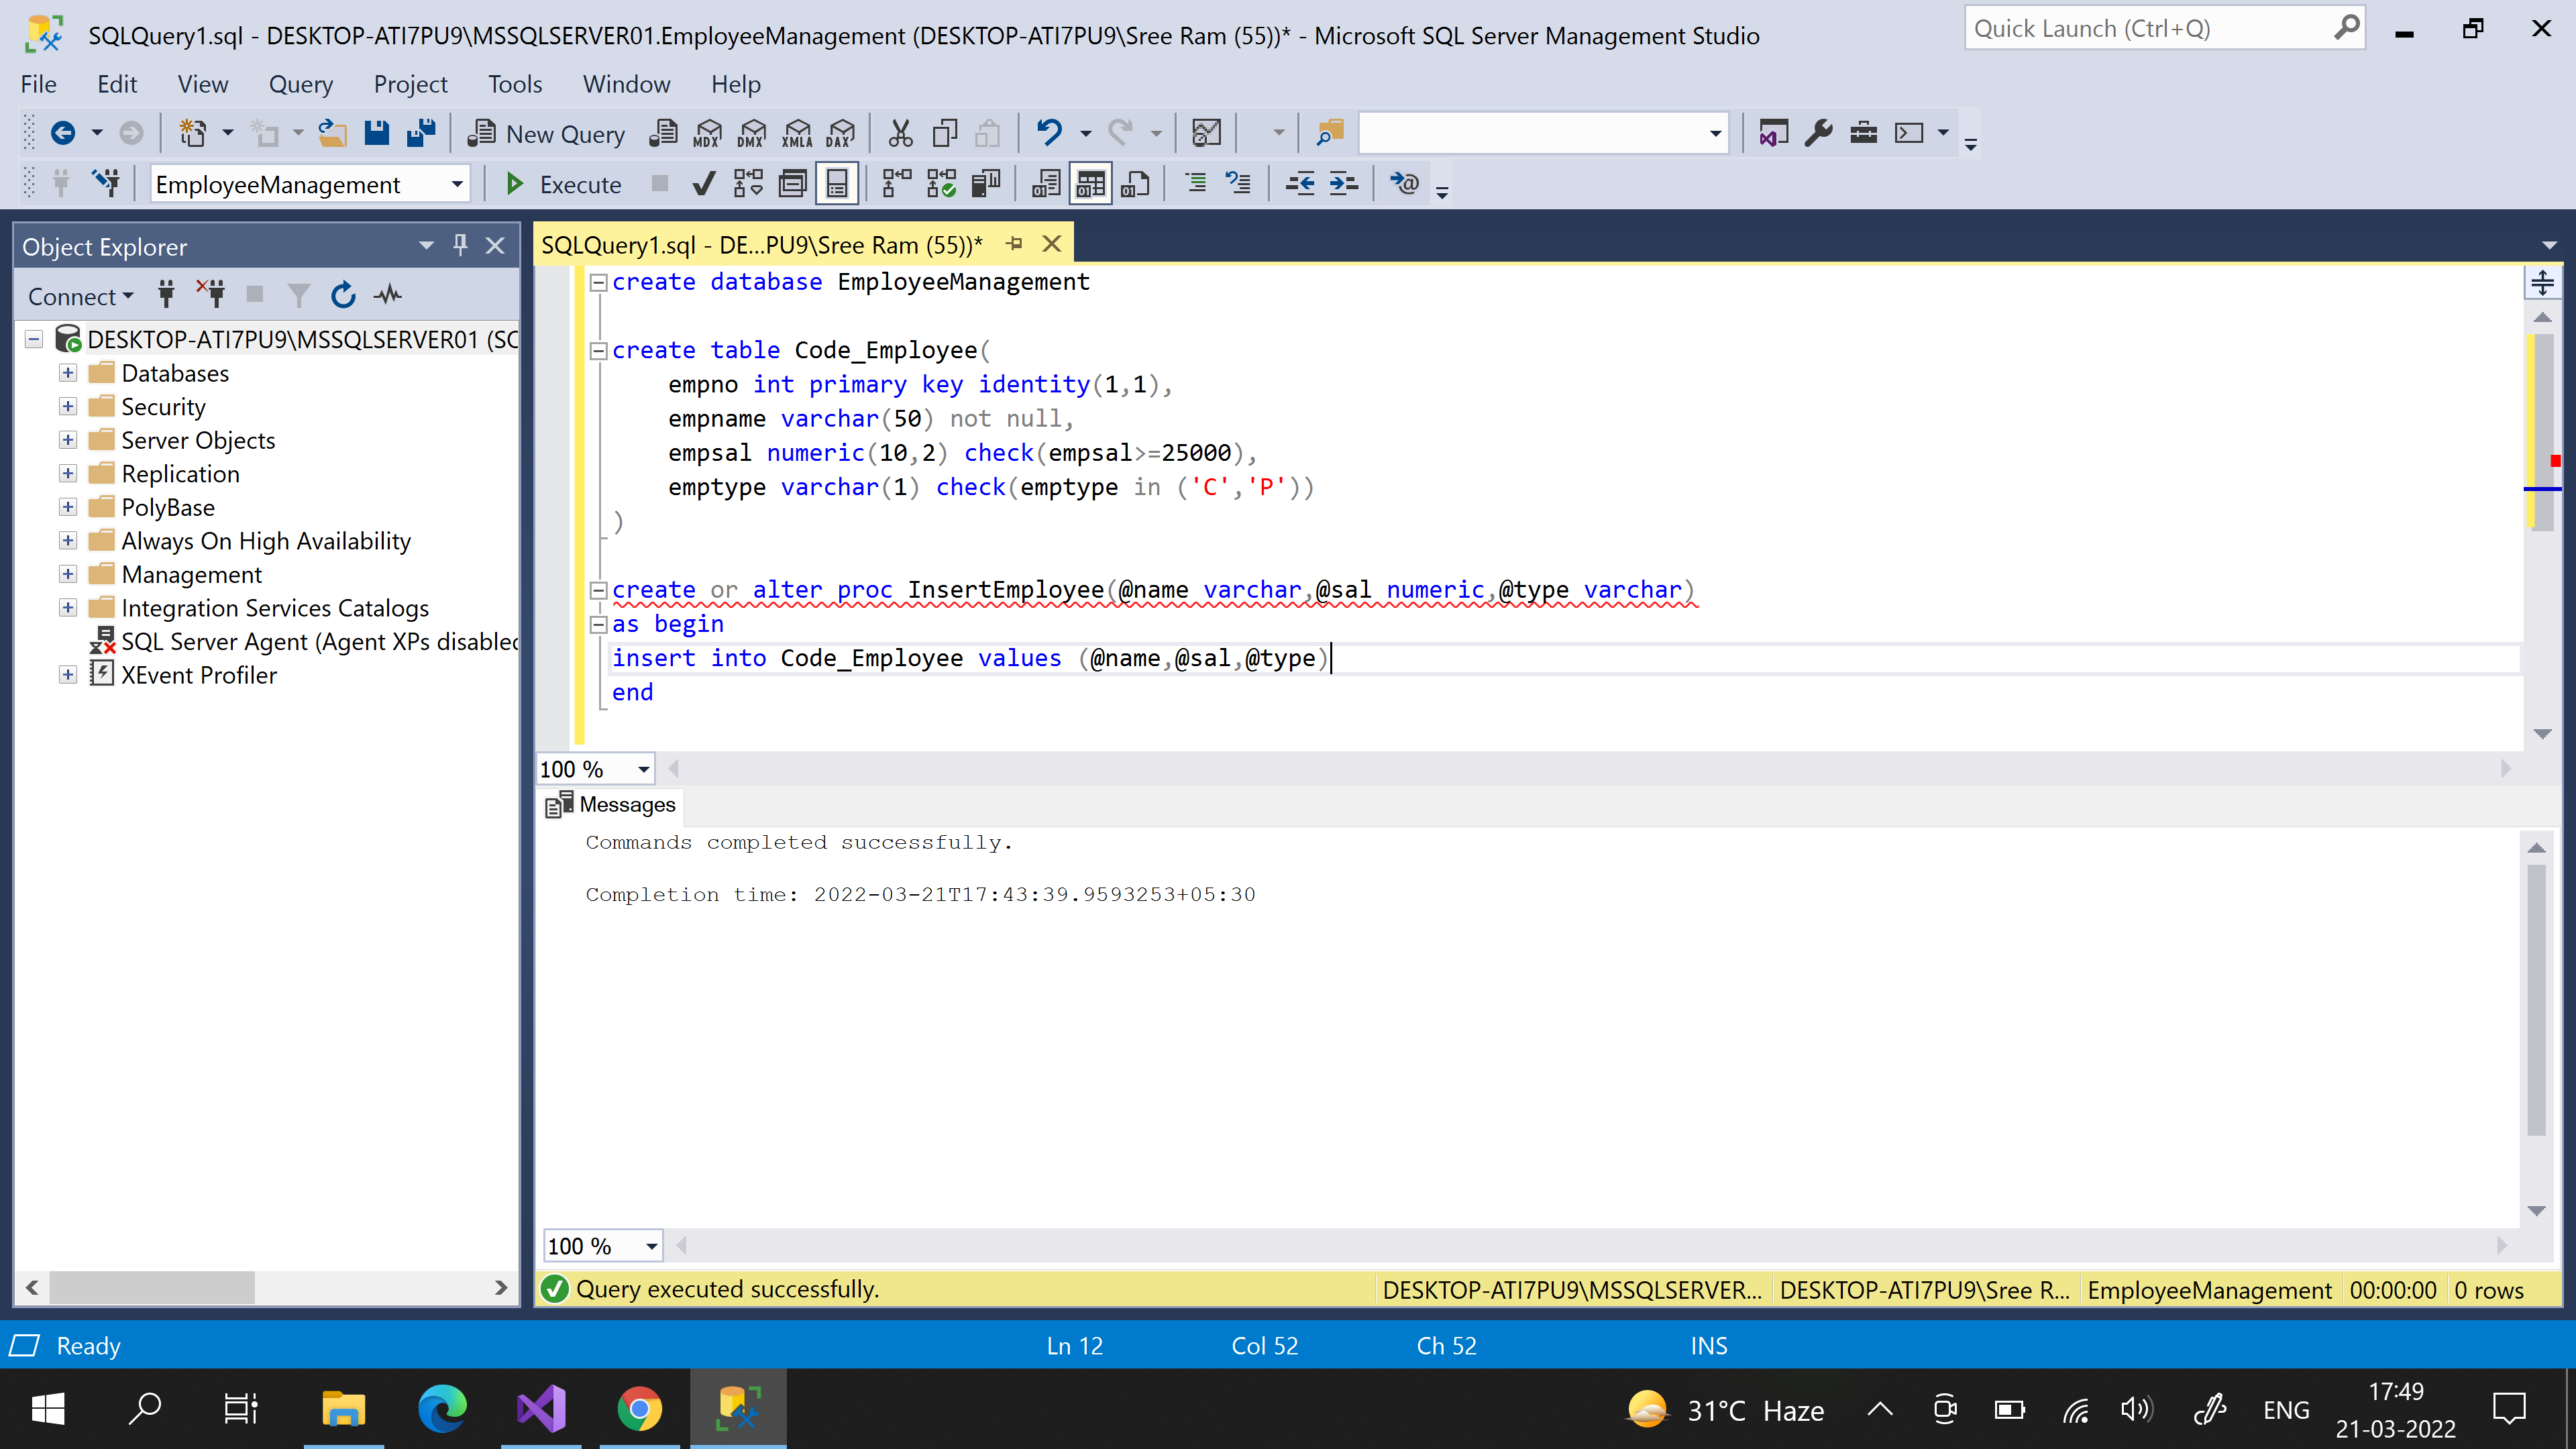 SQLQuery1.sql - DESKTOP-ATI7PU9\MSSQLSERVER01.EmployeeManagement (DESKTOP-ATI7PU9\Sree Ram (55))* - Microsoft SQL Server Management Studio
Quick Launch (Ctrl+Q)
File Edit View Query Project Tools Window Help
New Query MDX DMX XMLA DAX
EmployeeManagement Execute
Object Explorer
Connect
DESKTOP-ATI7PU9\MSSQLSERVER01 (SC
Databases
Security
Server Objects
Replication
PolyBase
Always On High Availability
Management
Integration Services Catalogs
SQL Server Agent (Agent XPs disabled
XEvent Profiler
SQLQuery1.sql - DE...PU9\Sree Ram (55))*
create database EmployeeManagement
create table Code_Employee(
empno int primary key identity(1,1),
empname varchar(50) not null,
empsal numeric(10,2) check(empsal>=25000),
emptype varchar(1) check(emptype in ('C','P'))
)
create or alter proc InsertEmployee(@name varchar,@sal numeric,@type varchar)
as begin
insert into Code_Employee values (@name,@sal,@type)
end
100 %
Messages
Commands completed successfully.
Completion time: 2022-03-21T17:43:39.9593253+05:30
100 %
Query executed successfully. DESKTOP-ATI7PU9\MSSQLSERVER... DESKTOP-ATI7PU9\Sree R... EmployeeManagement 00:00:00 0 rows
Ready Ln 12 Col 52 Ch 52 INS
31°C Haze ENG 17:49
21-03-2022